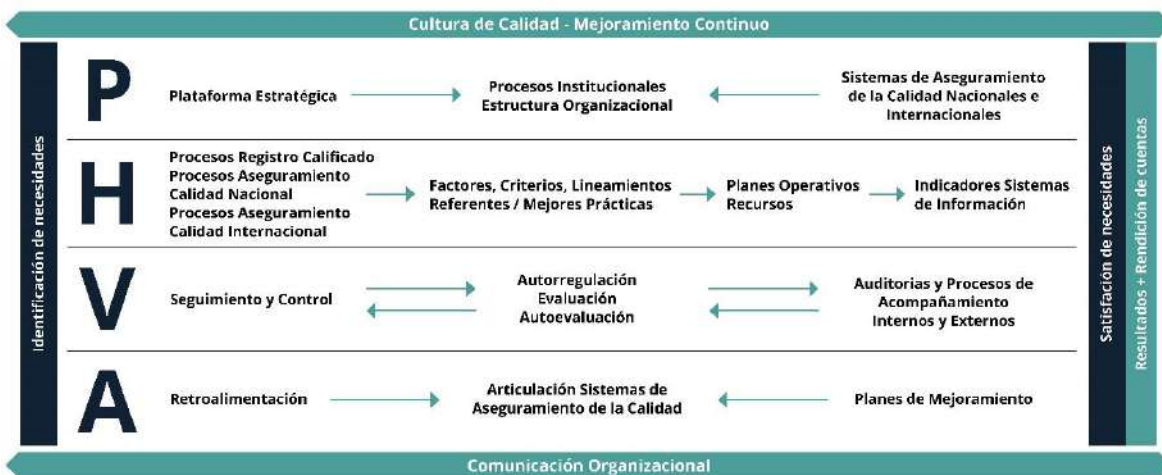 Cultura de Calidad - Mejoramiento Continuo
Identificación de necesidades
P
Plataforma Estratégica
Procesos Institucionales
Estructura Organizacional
Sistemas de Aseguramiento
de la Calidad Nacionales e
Internacionales
H
Procesos Registro Calificado
Procesos Aseguramiento
Calidad Nacional
Procesos Aseguramiento
Calidad Internacional
Factores, Criterios, Lineamientos
Referentes / Mejores Prácticas
Planes Operativos
Recursos
Indicadores Sistemas
de Información
V
Seguimiento y Control
Autorregulación
Evaluación
Autoevaluación
Auditorias y Procesos de
Acompañamiento
Internos y Externos
A
Retroalimentación
Articulación Sistemas de
Aseguramiento de la Calidad
Planes de Mejoramiento
Satisfacción de necesidades
Resultados + Rendición de cuentas
Comunicación Organizacional